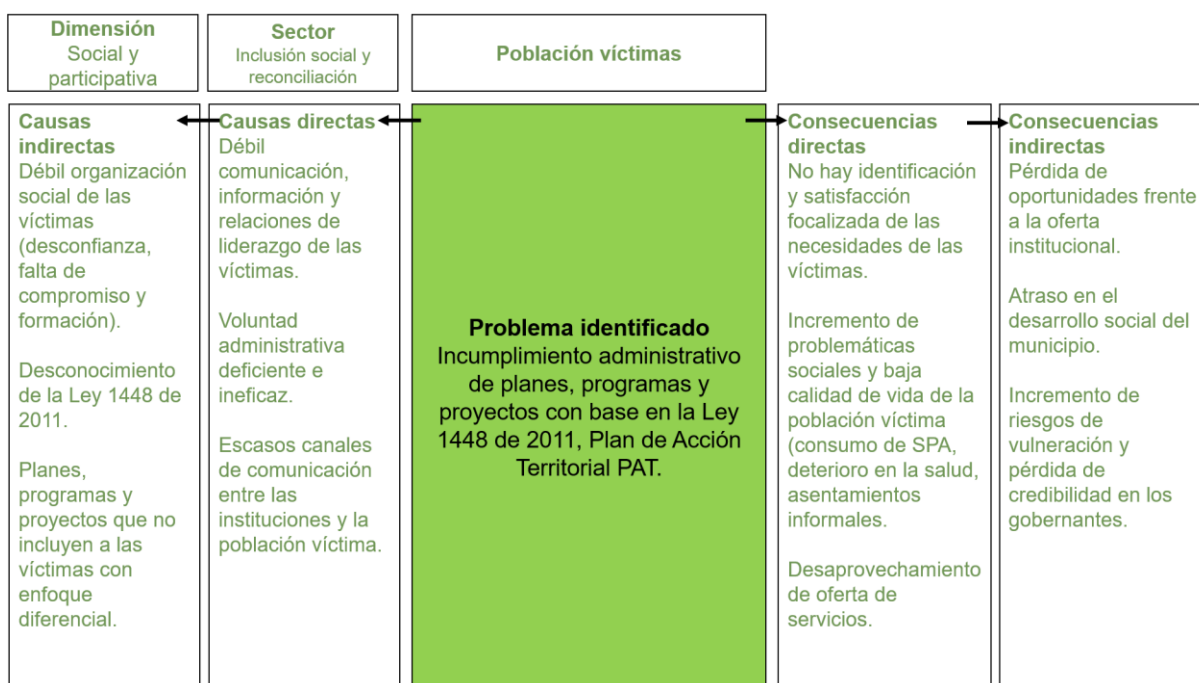 Dimensión
Social y
participativa
Sector
Inclusión social y
reconciliación
Población víctimas
Causas
indirectas
Débil organización
social de las
víctimas
(desconfianza,
falta de
compromiso y
formación).
Desconocimiento
de la Ley 1448 de
2011.
Planes,
programas y
proyectos que no
incluyen a las
víctimas con
enfoque
diferencial.
Causas directas
Débil
comunicación,
información y
relaciones de
liderazgo de las
víctimas.
Voluntad
administrativa
deficiente e
ineficaz.
Escasos canales
de comunicación
entre las
instituciones y la
población víctima.
Problema identificado
Incumplimiento administrativo
de planes, programas y
proyectos con base en la Ley
1448 de 2011, Plan de Acción
Territorial PAT.
Consecuencias
directas
No hay identificación
y satisfacción
focalizada de las
necesidades de las
víctimas.
Incremento de
problemáticas
sociales y baja
calidad de vida de la
población víctima
(consumo de SPA,
deterioro en la salud,
asentamientos
informales.
Desaprovechamiento
de oferta de
servicios.
Consecuencias
indirectas
Pérdida de
oportunidades frente
a la oferta
institucional.
Atraso en el
desarrollo social del
municipio.
Incremento de
riesgos de
vulneración y
pérdida de
credibilidad en los
gobernantes.